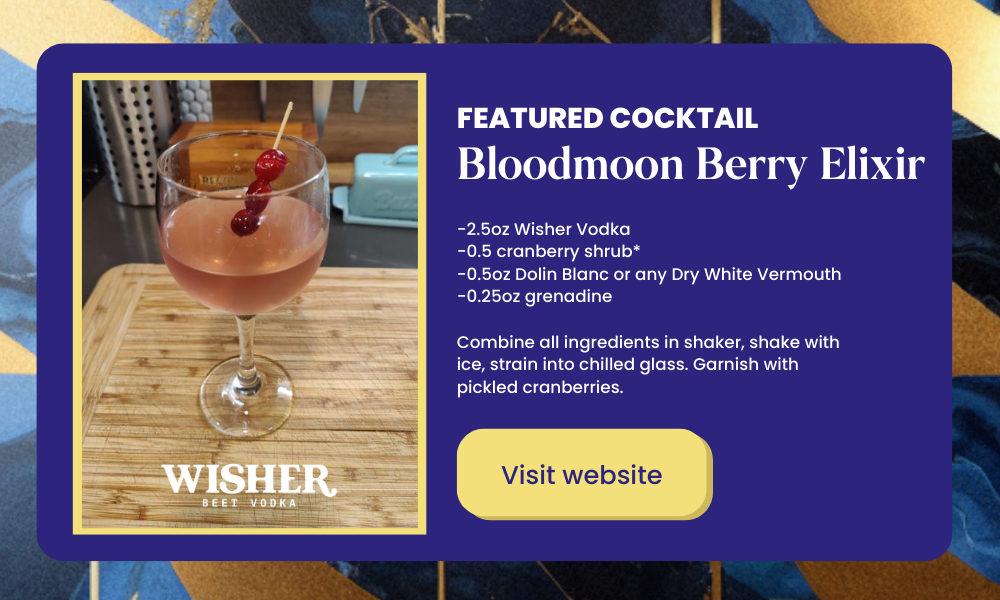 FEATURED COCKTAIL
Bloodmoon Berry Elixir
-2.5oz Wisher Vodka
-0.5 cranberry shrub*
-0.5oz Dolin Blanc or any Dry White Vermouth
-0.25oz grenadine
Combine all ingredients in shaker, shake with
ice, strain into chilled glass. Garnish with
pickled cranberries.
Visit website
WISHER
BEET VODKA